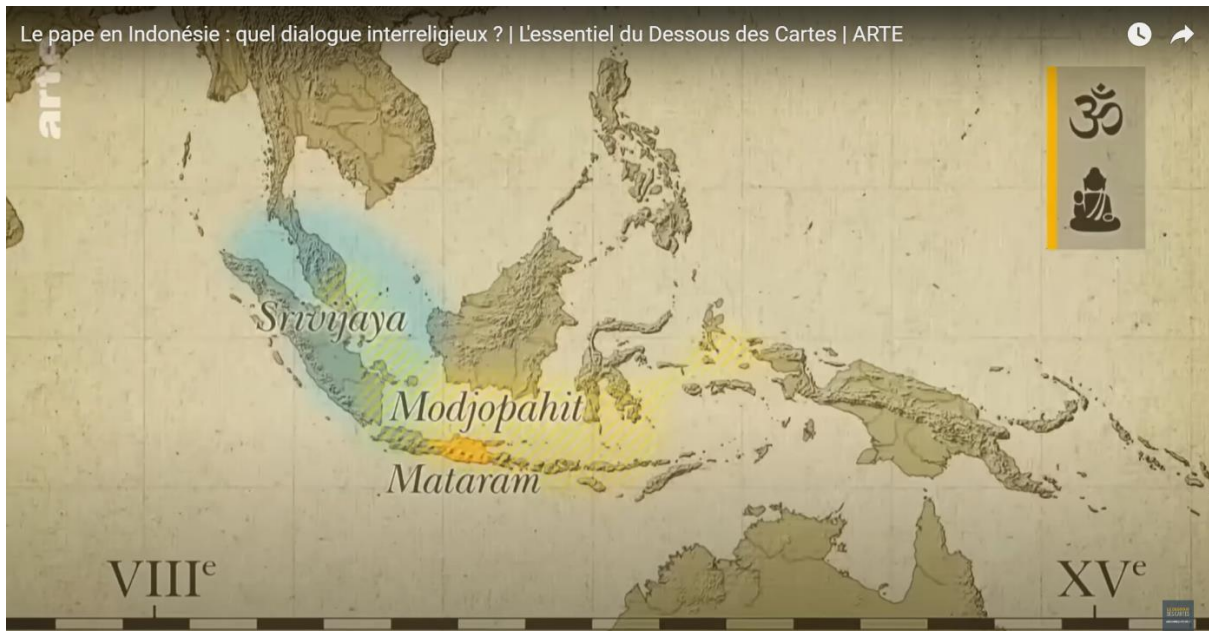 Le pape en Indonésie : quel dialogue interreligieux ? | L'essentiel du Dessous des Cartes | ARTE
arte
ॐ
Srivijaya
Modjopahit
Mataram
VIIIe
XVe